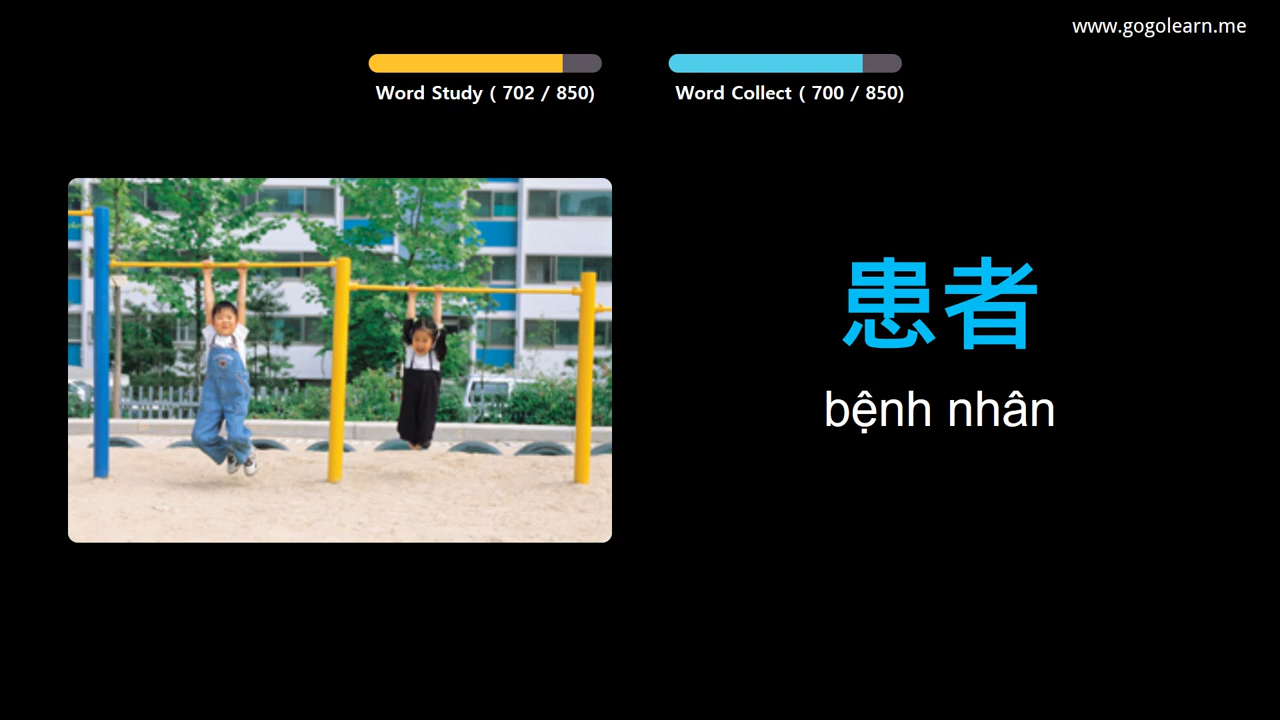 www.gogolearn.me
Word Study ( 702 / 850)
Word Collect ( 700 / 850)
患者
bệnh nhân